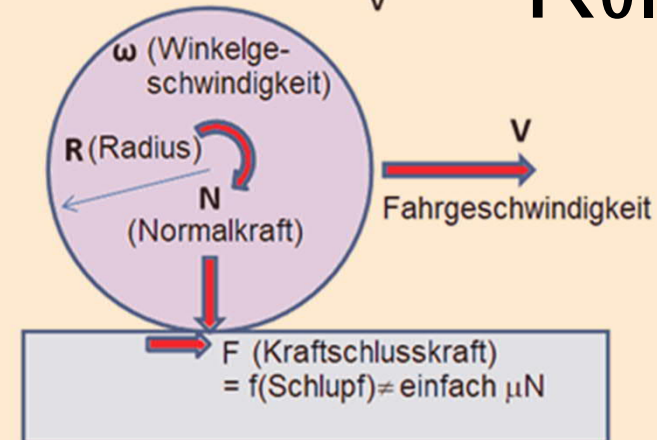 ω (Winkelge-
schwindigkeit)
R (Radius)
V
N
Fahrgeschwindigkeit
(Normalkraft)
F (Kraftschlusskraft)
= f(Schlupf)≠ einfach μN